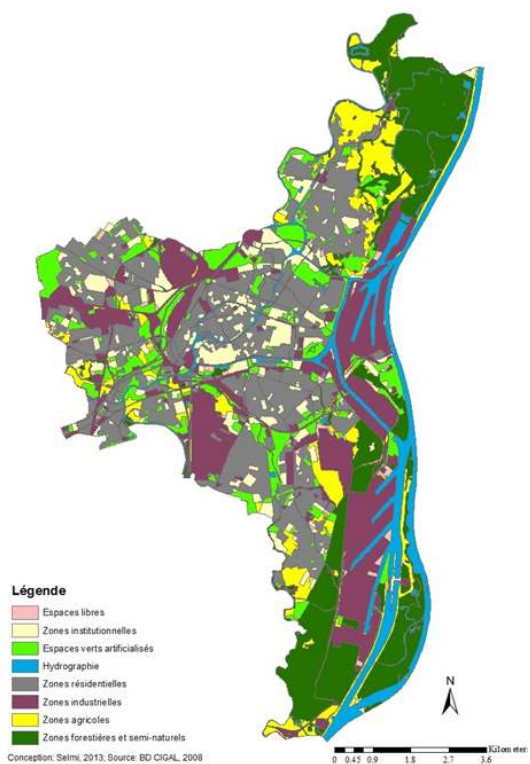 Légende
Espaces libres
Zones institutionnelles
Espaces verts artificialisés
Hydrographie
Zones résidentielles
Zones industrielles
Zones agricoles
Zones forestières et semi-naturels
Conception: Selmi, 2013; Source: BD CIGAL, 2008
N
Kilometers
0 0.45 0.9 1.8 2.7 3.6